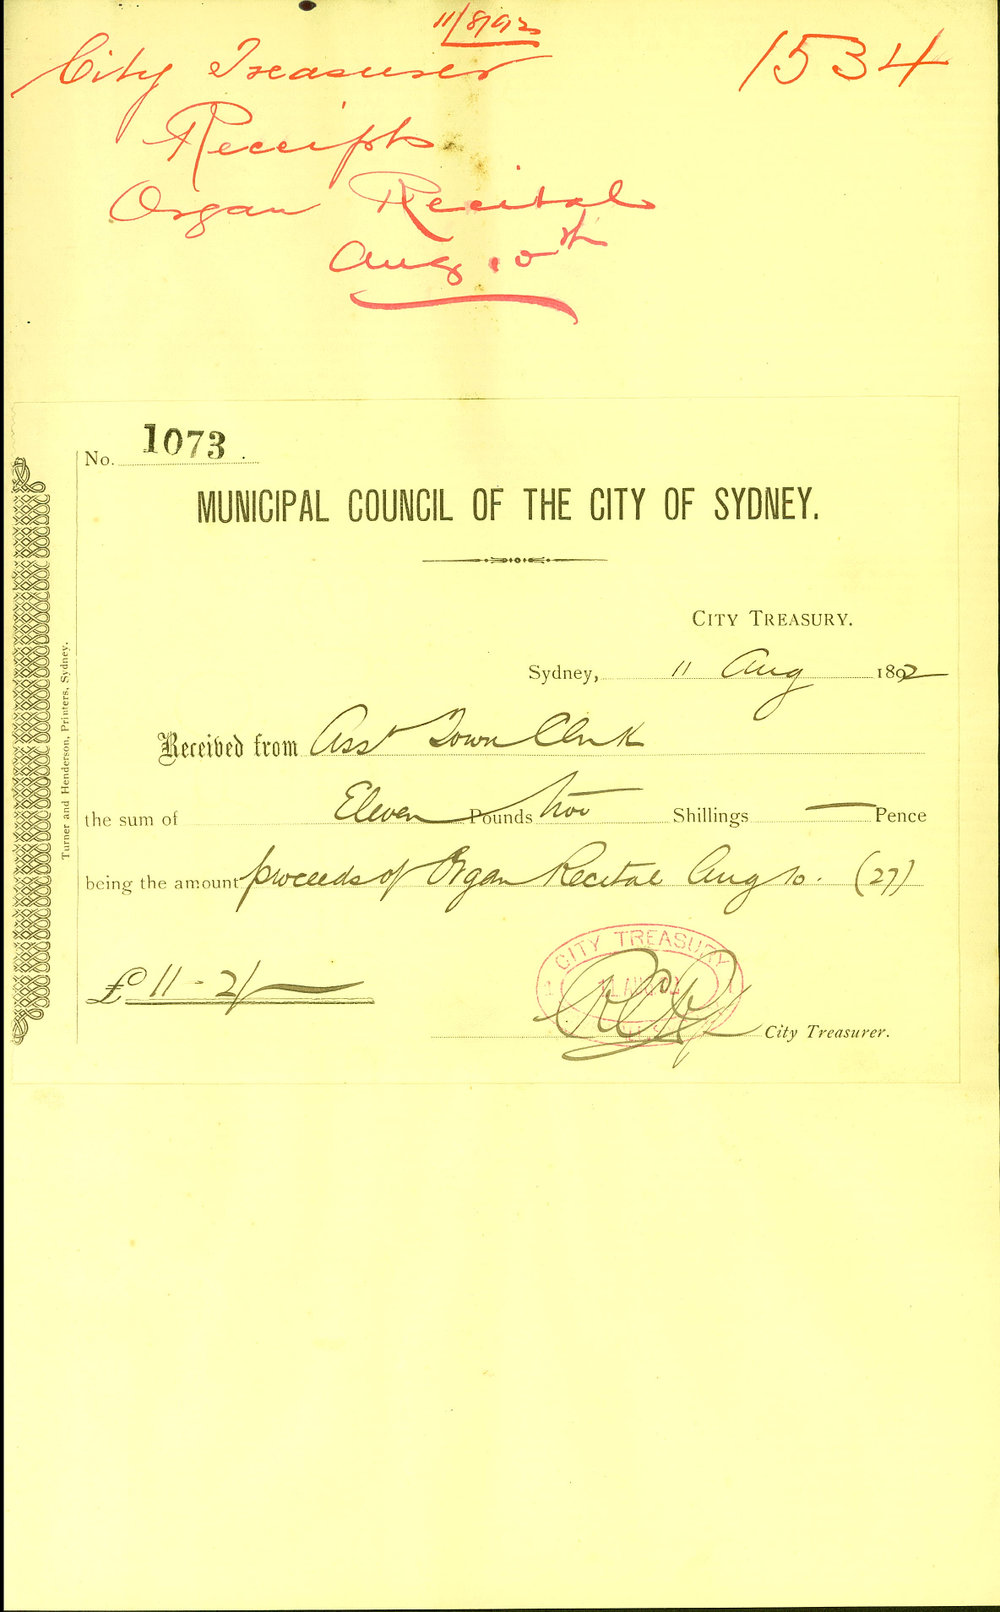 11/8/92
City Treasurer
1534
Receipts
Organ Recital
Aug 10th
No. 1073
MUNICIPAL COUNCIL OF THE CITY OF SYDNEY.
CITY TREASURY.
Sydney, 11 Aug 1892
Received from Asst Town Clerk
the sum of Eleven Pounds two Shillings — Pence
being the amount proceeds of Organ Recital Aug 10. (27)
£ 11 - 2/—
CITY TREASURY
City Treasurer.
Turner and Henderson, Printers, Sydney.